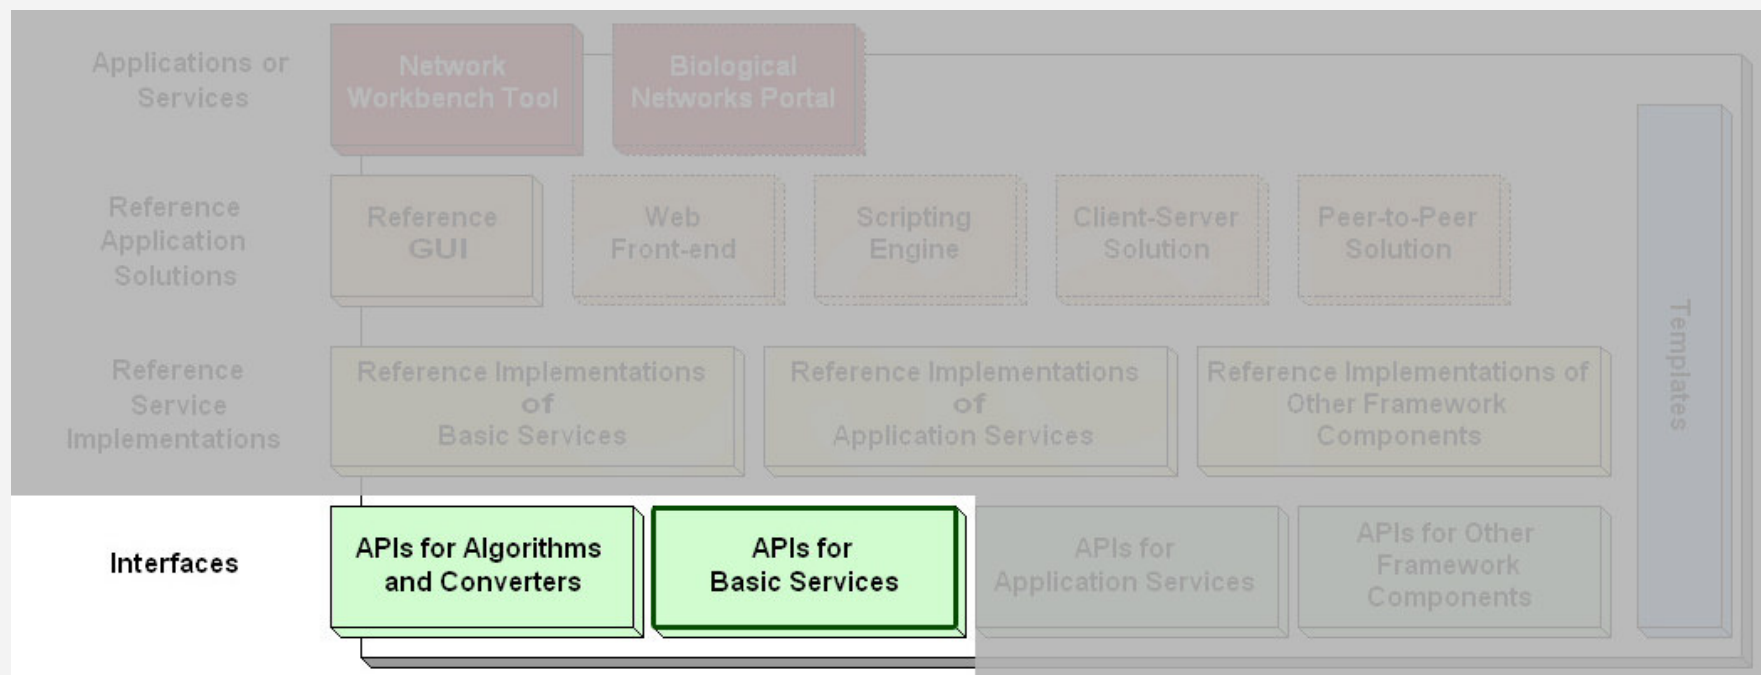 Applications or
Services
Network
Workbench Tool
Biological
Networks Portal
Reference
Application
Solutions
Reference
GUI
Web
Front-end
Scripting
Engine
Client-Server
Solution
Peer-to-Peer
Solution
Templates
Reference
Service
Implementations
Reference Implementations
of
Basic Services
Reference Implementations
of
Application Services
Reference Implementations of
Other Framework
Components
Interfaces
APIs for Algorithms
and Converters
APIs for
Basic Services
APIs for
Application Services
APIs for Other
Framework
Components